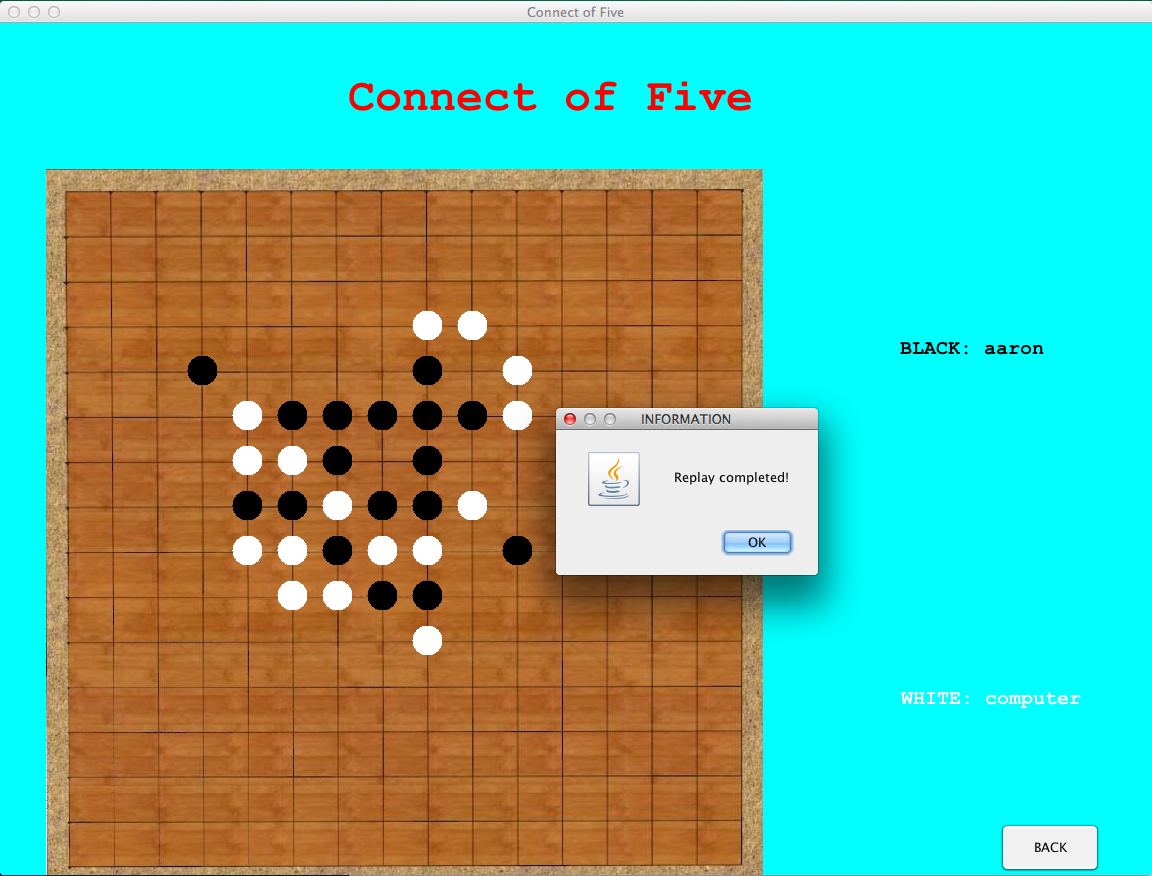 Connect of Five
Connect of Five
BLACK: aaron
INFORMATION
Replay completed!
OK
WHITE: computer
BACK